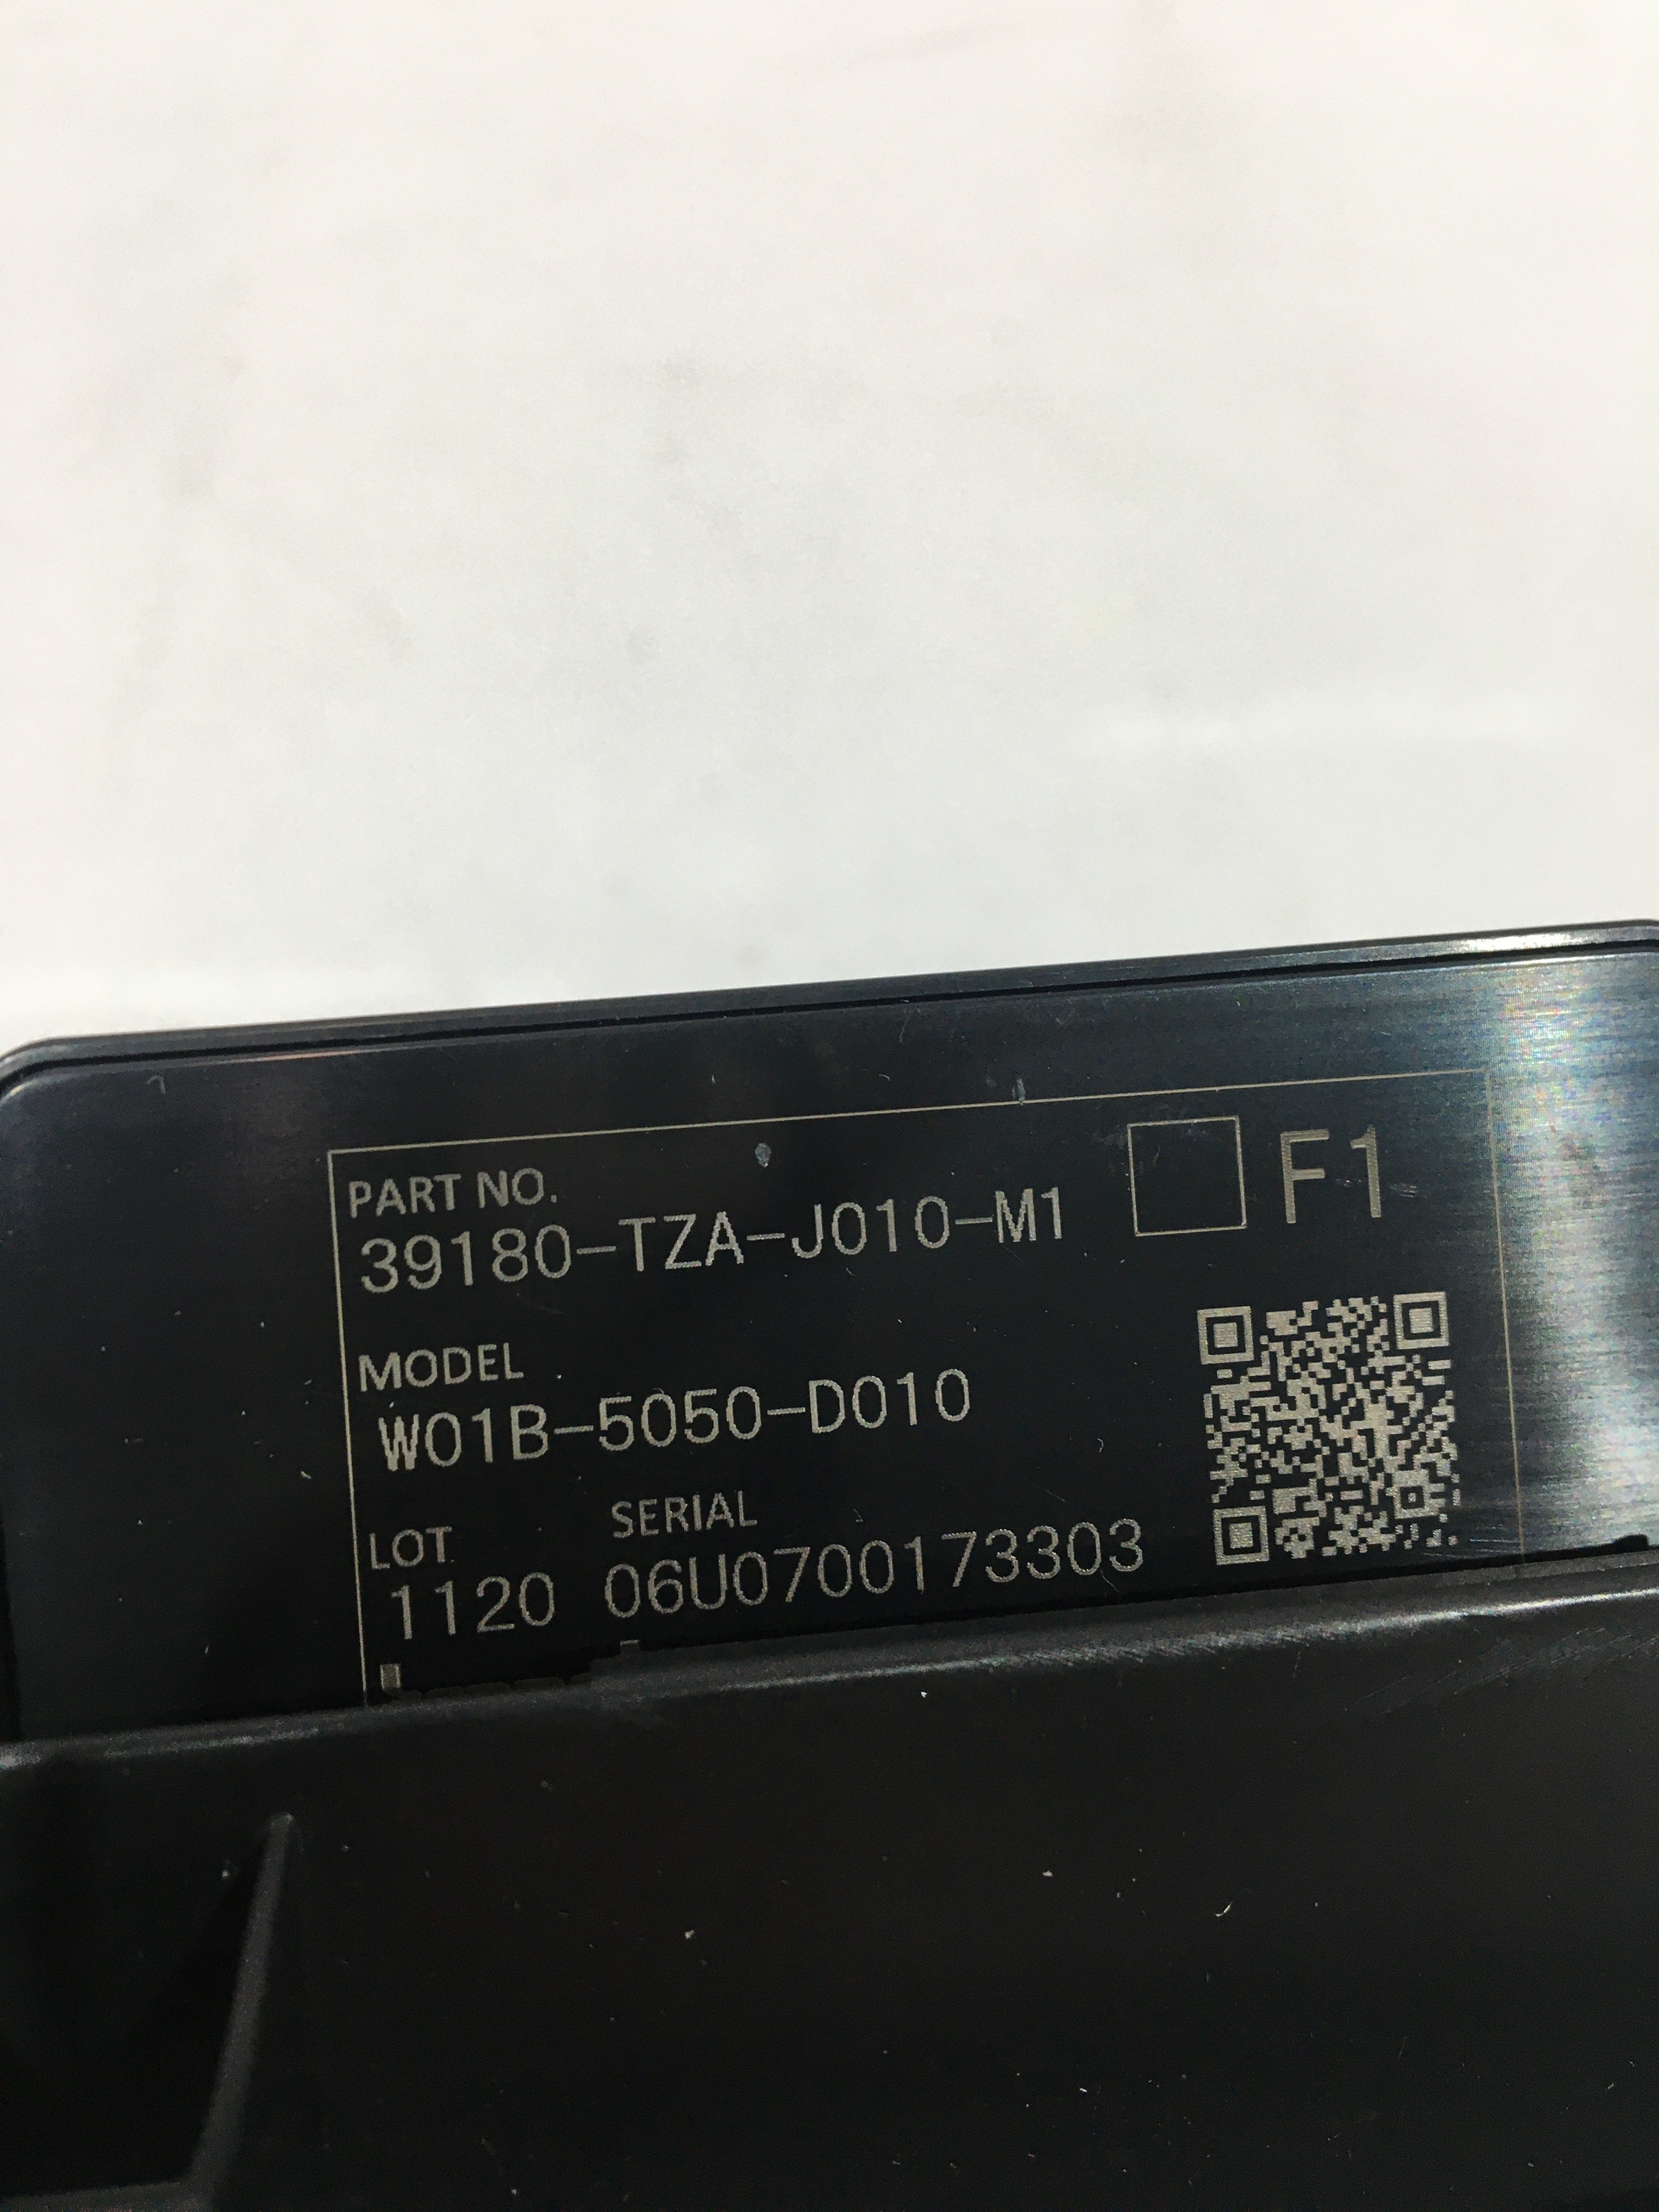 PART NO.
39180-TZA-J010-M1
F1
MODEL
W01B-5050-D010
LOT SERIAL
1120 06U0700173303